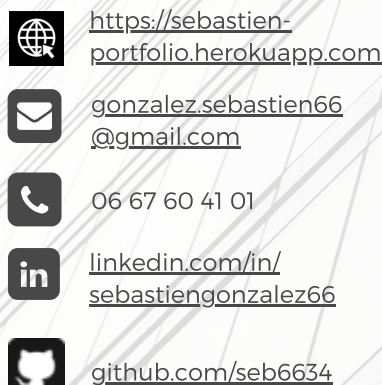 https://sebastien-
portfolio.herokuapp.com
gonzalez.sebastien66
@gmail.com
06 67 60 41 01
in
linkedin.com/in/
sebastiengonzalez66
github.com/seb6634